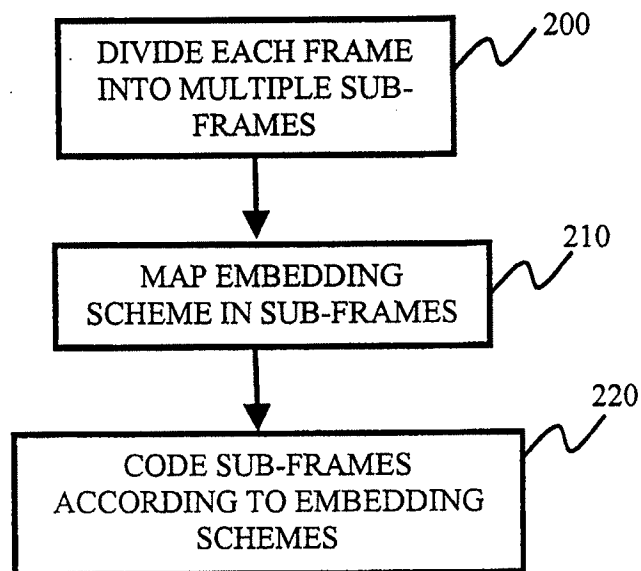 200
DIVIDE EACH FRAME
INTO MULTIPLE SUB-
FRAMES
210
MAP EMBEDDING
SCHEME IN SUB-FRAMES
220
CODE SUB-FRAMES
ACCORDING TO EMBEDDING
SCHEMES